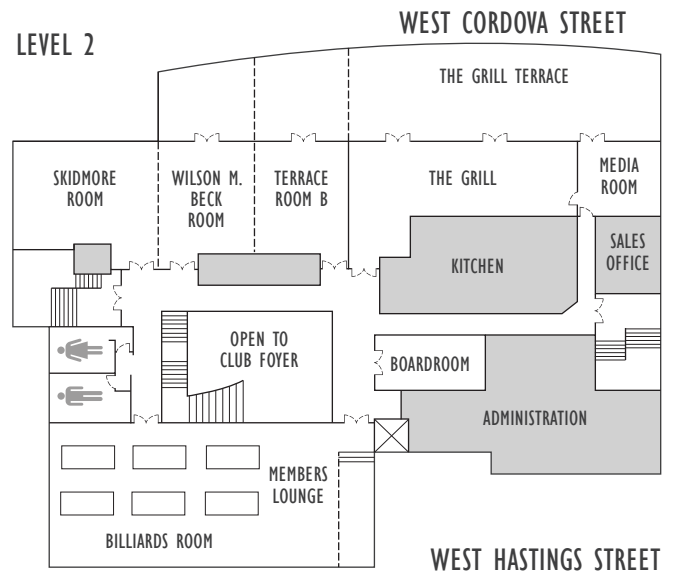 WEST CORDOVA STREET
LEVEL 2
THE GRILL TERRACE
SKIDMORE
ROOM
WILSON M.
BECK
ROOM
TERRACE
ROOM B
THE GRILL
MEDIA
ROOM
SALES
OFFICE
KITCHEN
OPEN TO
CLUB FOYER
BOARDROOM
ADMINISTRATION
MEMBERS
LOUNGE
BILLIARDS ROOM
WEST HASTINGS STREET